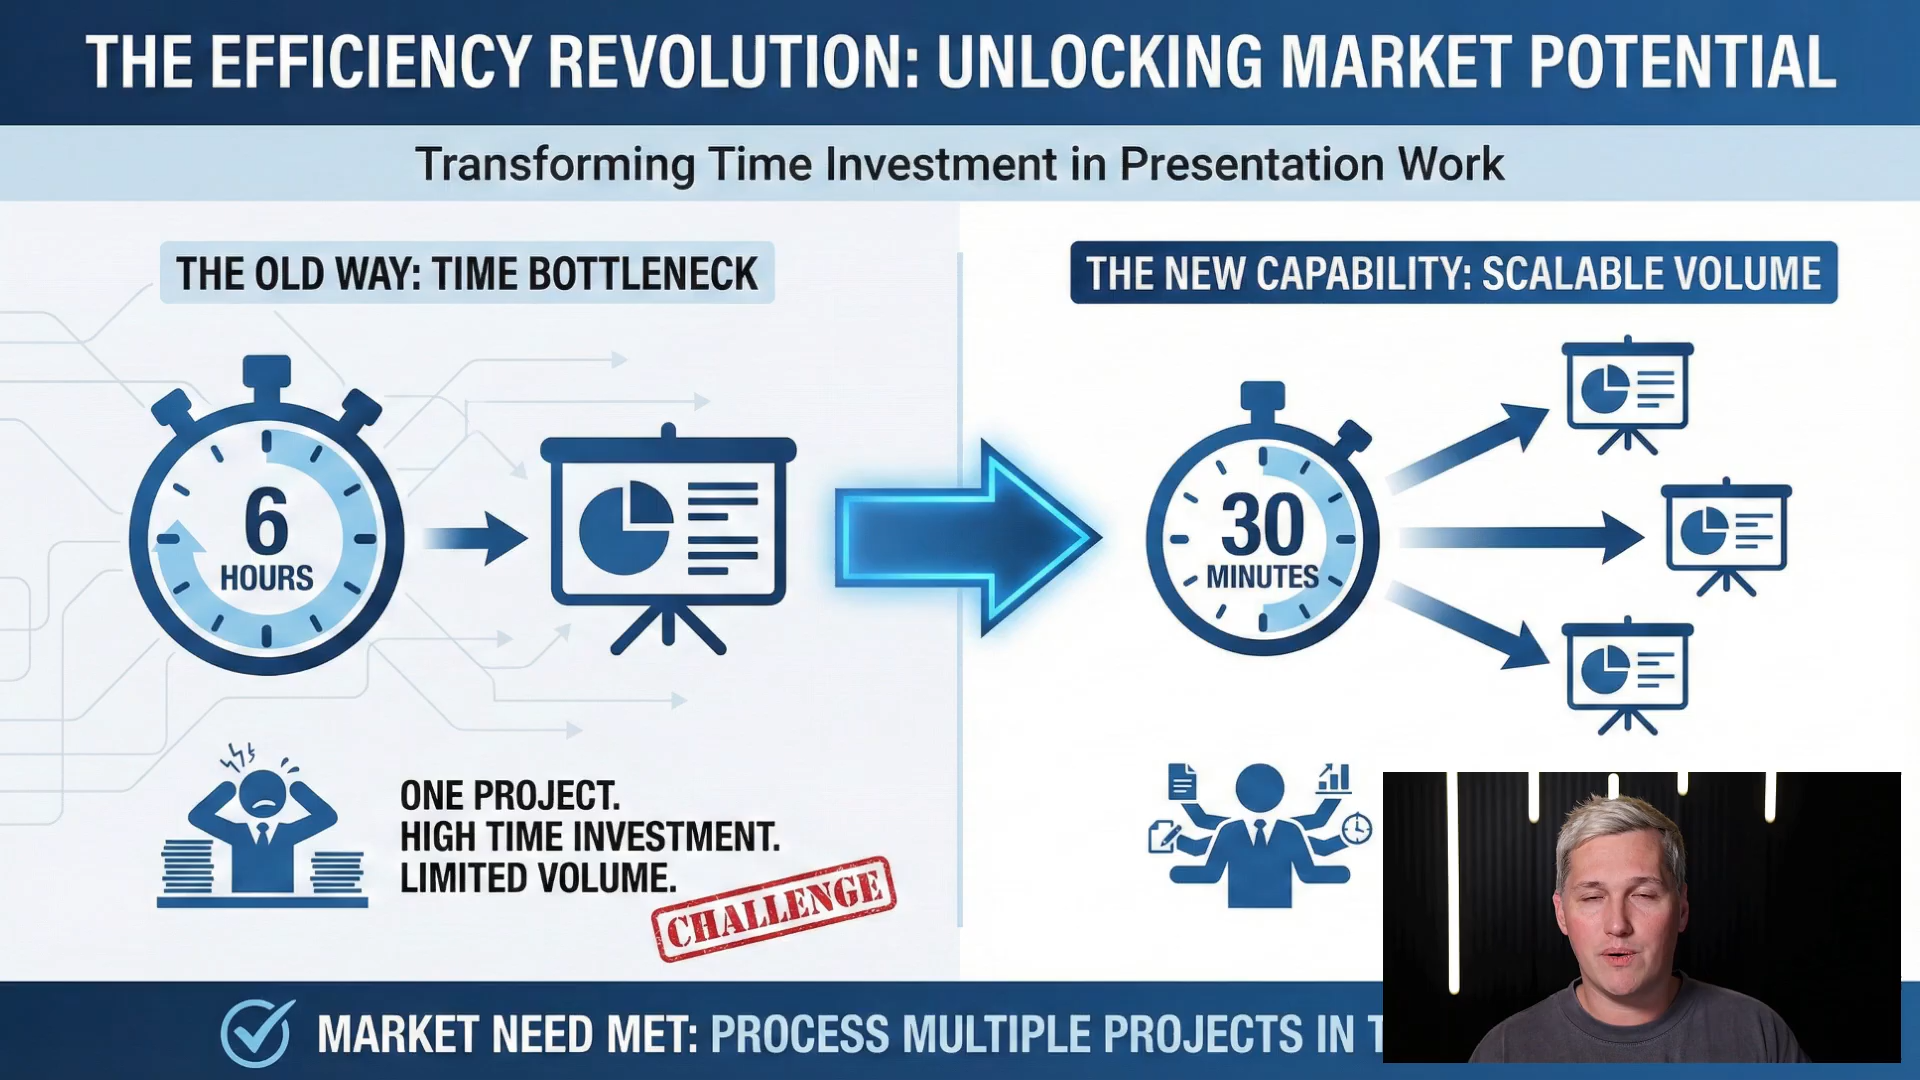 THE EFFICIENCY REVOLUTION: UNLOCKING MARKET POTENTIAL
Transforming Time Investment in Presentation Work
THE OLD WAY: TIME BOTTLENECK
6
HOURS
ONE PROJECT.
HIGH TIME INVESTMENT.
LIMITED VOLUME.
CHALLENGE
THE NEW CAPABILITY: SCALABLE VOLUME
30
MINUTES
MARKET NEED MET: PROCESS MULTIPLE PROJECTS IN